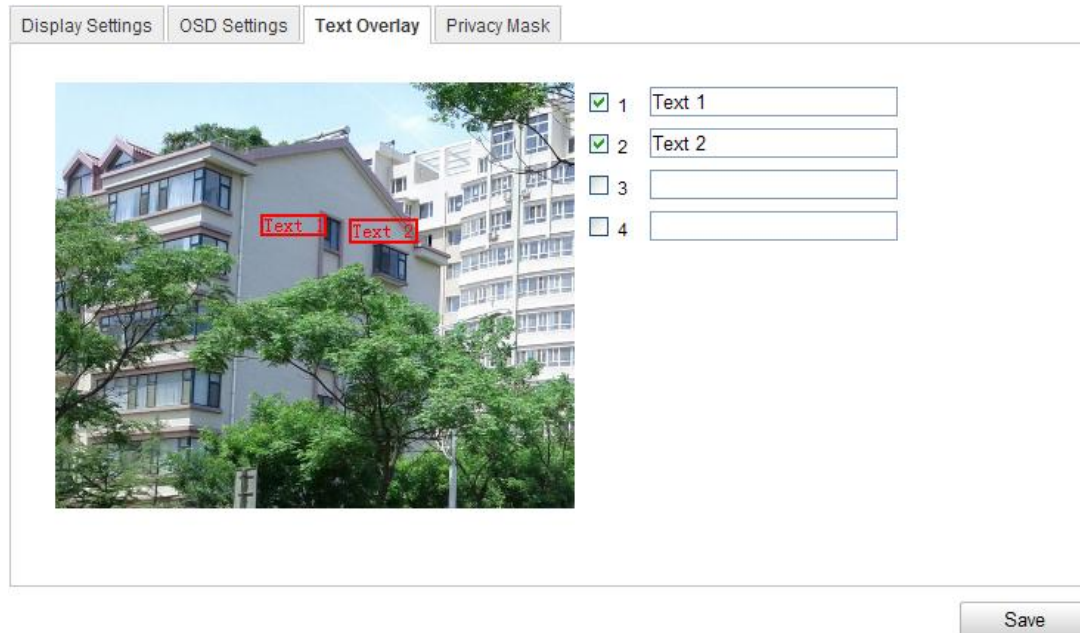 Display Settings OSD Settings Text Overlay Privacy Mask
1 Text 1
2 Text 2
3
4
Text 1 Text 2
Save